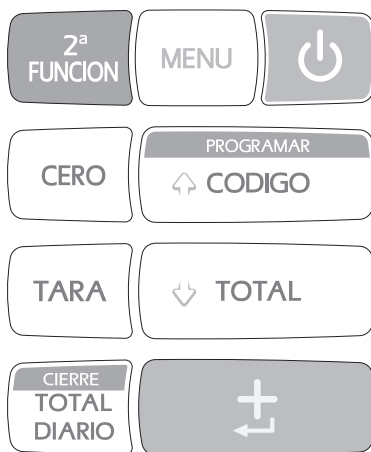 2ª
FUNCION
MENU
CERO
PROGRAMAR
CODIGO
TARA
TOTAL
CIERRE
TOTAL
DIARIO
+